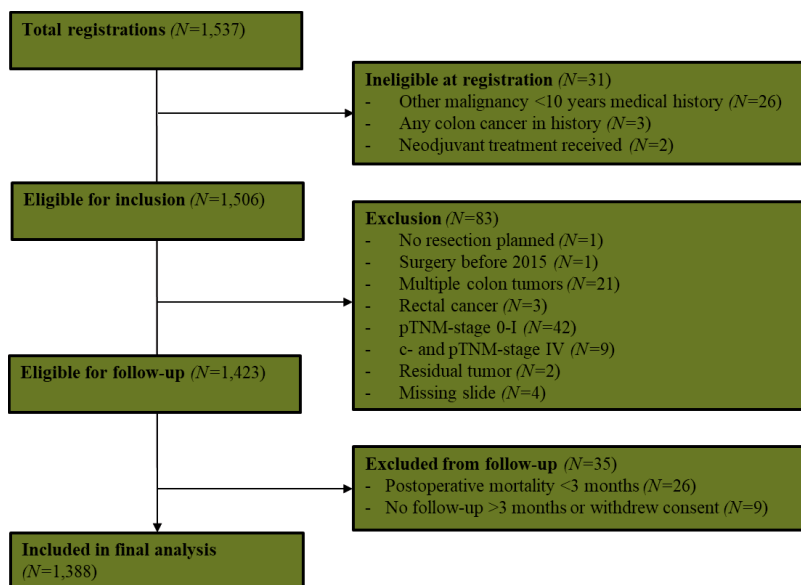 Total registrations (N=1,537)
Ineligible at registration (N=31)
- Other malignancy <10 years medical history (N=26)
- Any colon cancer in history (N=3)
- Neodjuvant treatment received (N=2)
Eligible for inclusion (N=1,506)
Exclusion (N=83)
- No resection planned (N=1)
- Surgery before 2015 (N=1)
- Multiple colon tumors (N=21)
- Rectal cancer (N=3)
- pTNM-stage 0-I (N=42)
- c- and pTNM-stage IV (N=9)
- Residual tumor (N=2)
- Missing slide (N=4)
Eligible for follow-up (N=1,423)
Excluded from follow-up (N=35)
- Postoperative mortality <3 months (N=26)
- No follow-up >3 months or withdrew consent (N=9)
Included in final analysis
(N=1,388)